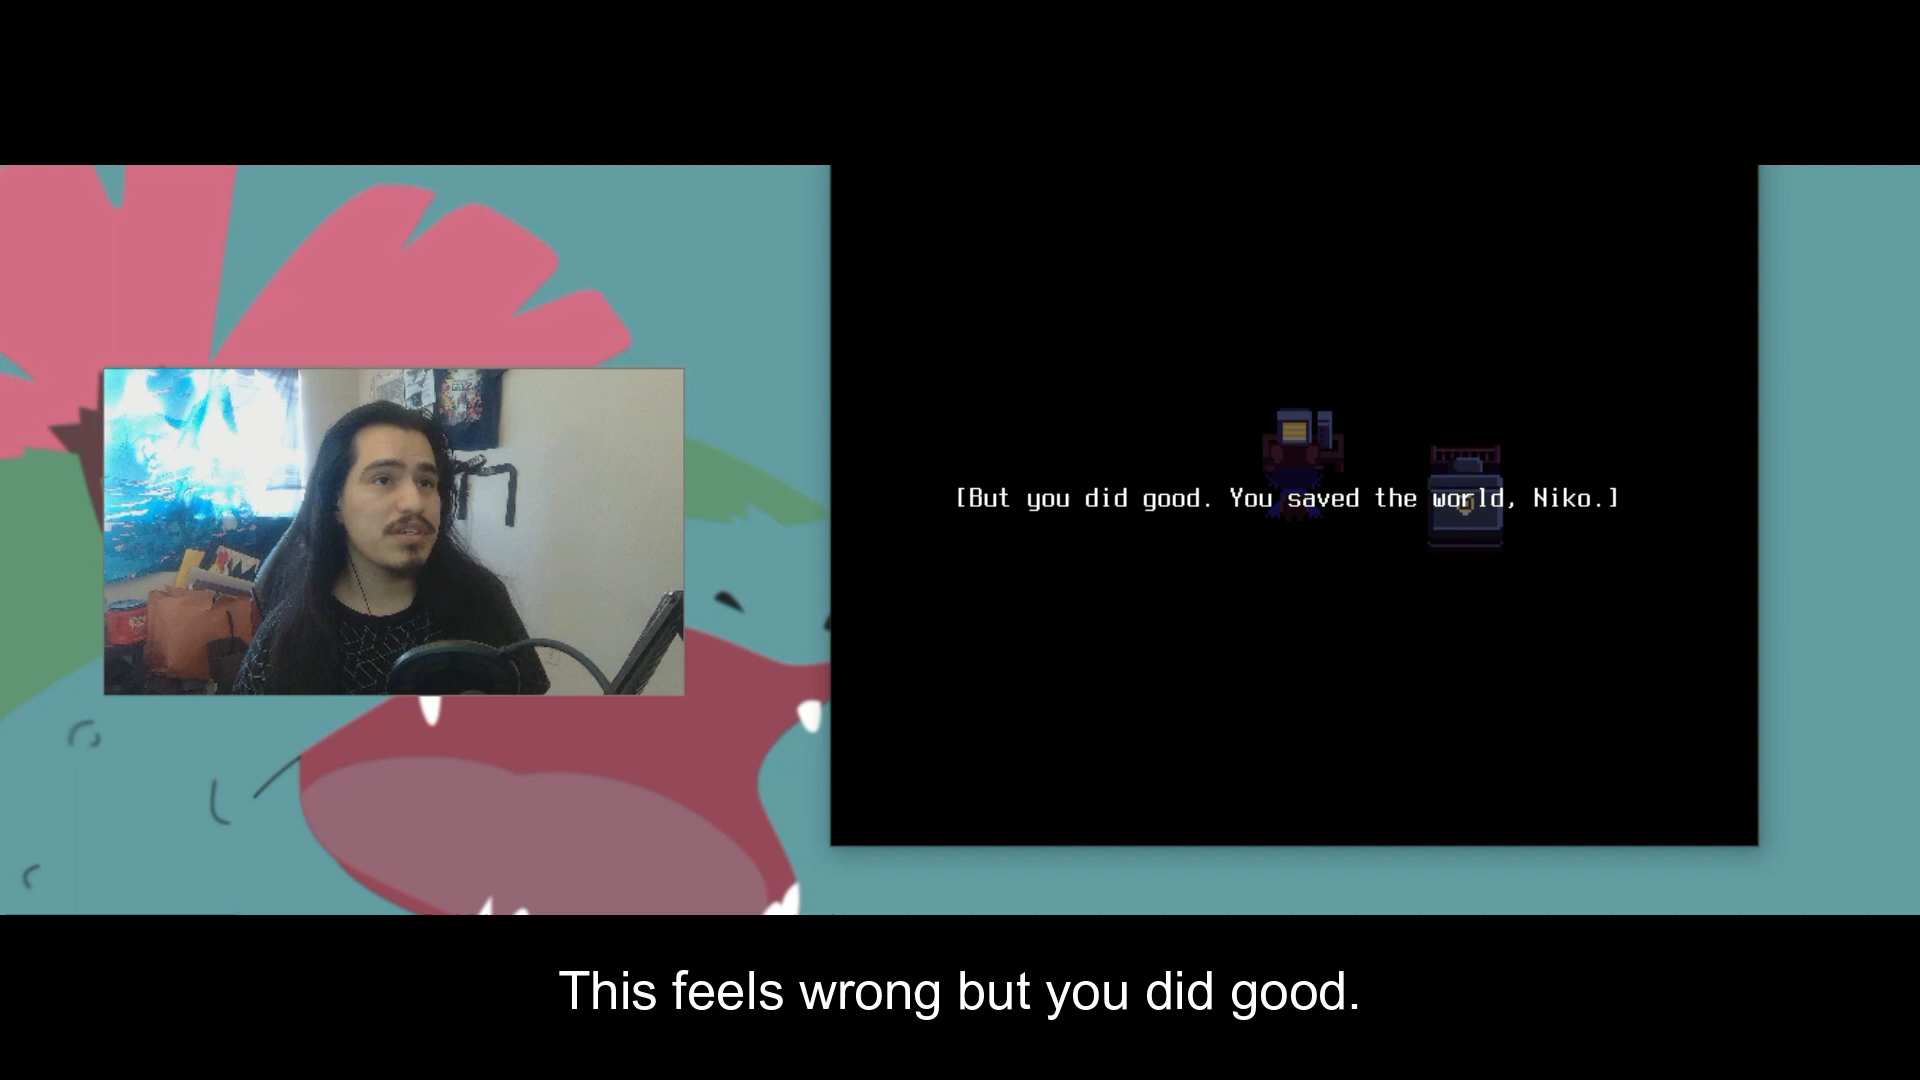 [But you did good. You saved the world, Niko.]
This feels wrong but you did good.